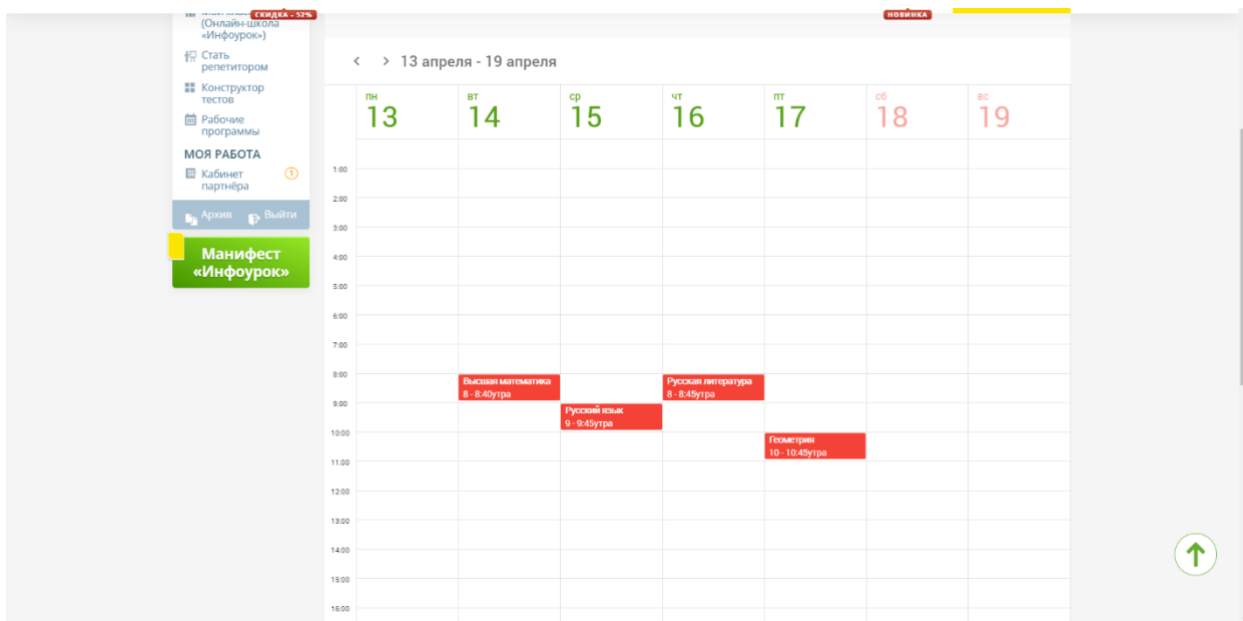 СКИДКА - 52%
(Онлайн-школа
«Инфоурок»)
Стать
репетитором
Конструктор
тестов
Рабочие
программы
МОЯ РАБОТА
Кабинет
партнёра
1
Архив
Выйти
Манифест
«Инфоурок»
НОВИНКА
13 апреля - 19 апреля
пн вт ср чт пт сб вс
13 14 15 16 17 18 19
1:00
2:00
3:00
4:00
5:00
6:00
7:00
8:00
Высшая математика
8 - 8:40утра
Русская литература
8 - 8:45утра
9:00
Русский язык
9 - 9:45утра
10:00
Геометрия
10 - 10:45утра
11:00
12:00
13:00
14:00
15:00
16:00